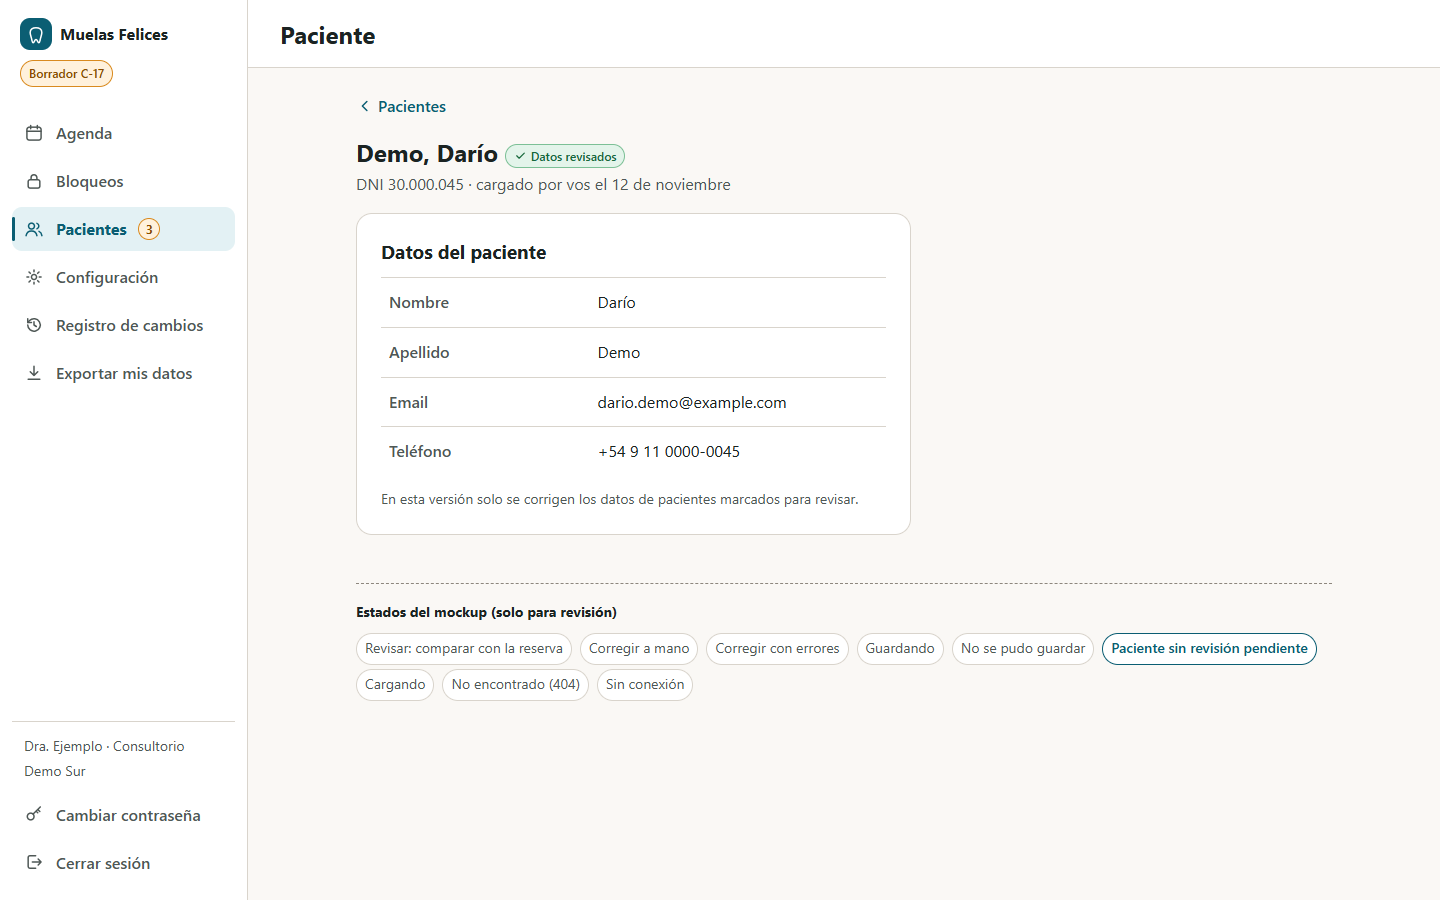 Muelas Felices
Borrador C-17
Agenda
Bloqueos
Pacientes 3
Configuración
Registro de cambios
Exportar mis datos
Dra. Ejemplo · Consultorio
Demo Sur
Cambiar contraseña
Cerrar sesión
Paciente
Pacientes
Demo, Darío Datos revisados
DNI 30.000.045 · cargado por vos el 12 de noviembre
Datos del paciente
Nombre Darío
Apellido Demo
Email dario.demo@example.com
Teléfono +54 9 11 0000-0045
En esta versión solo se corrigen los datos de pacientes marcados para revisar.
Estados del mockup (solo para revisión)
Revisar: comparar con la reserva Corregir a mano Corregir con errores Guardando No se pudo guardar Paciente sin revisión pendiente
Cargando No encontrado (404) Sin conexión